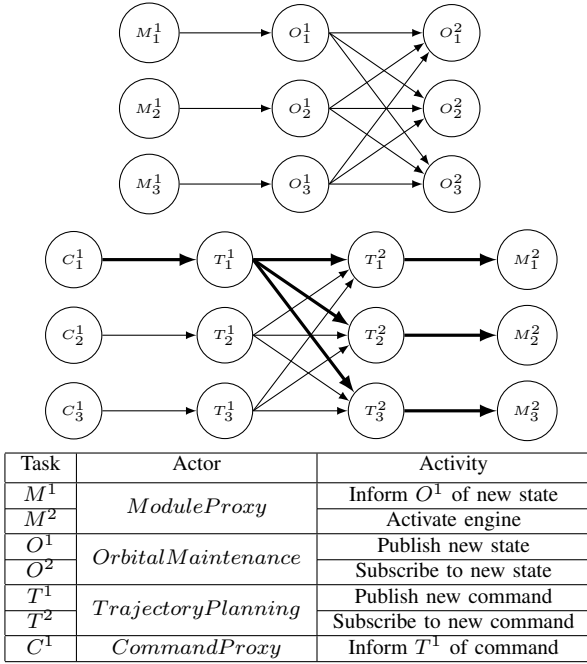 M_1^1 O_1^1 O_1^2
M_2^1 O_2^1 O_2^2
M_3^1 O_3^1 O_3^2
C_1^1 T_1^1 T_1^2 M_1^2
C_2^1 T_2^1 T_2^2 M_2^2
C_3^1 T_3^1 T_3^2 M_3^2
Task Actor Activity
M^1 ModuleProxy Inform O^1 of new state
M^2 Activate engine
O^1 OrbitalMaintenance Publish new state
O^2 Subscribe to new state
T^1 TrajectoryPlanning Publish new command
T^2 Subscribe to new command
C^1 CommandProxy Inform T^1 of command